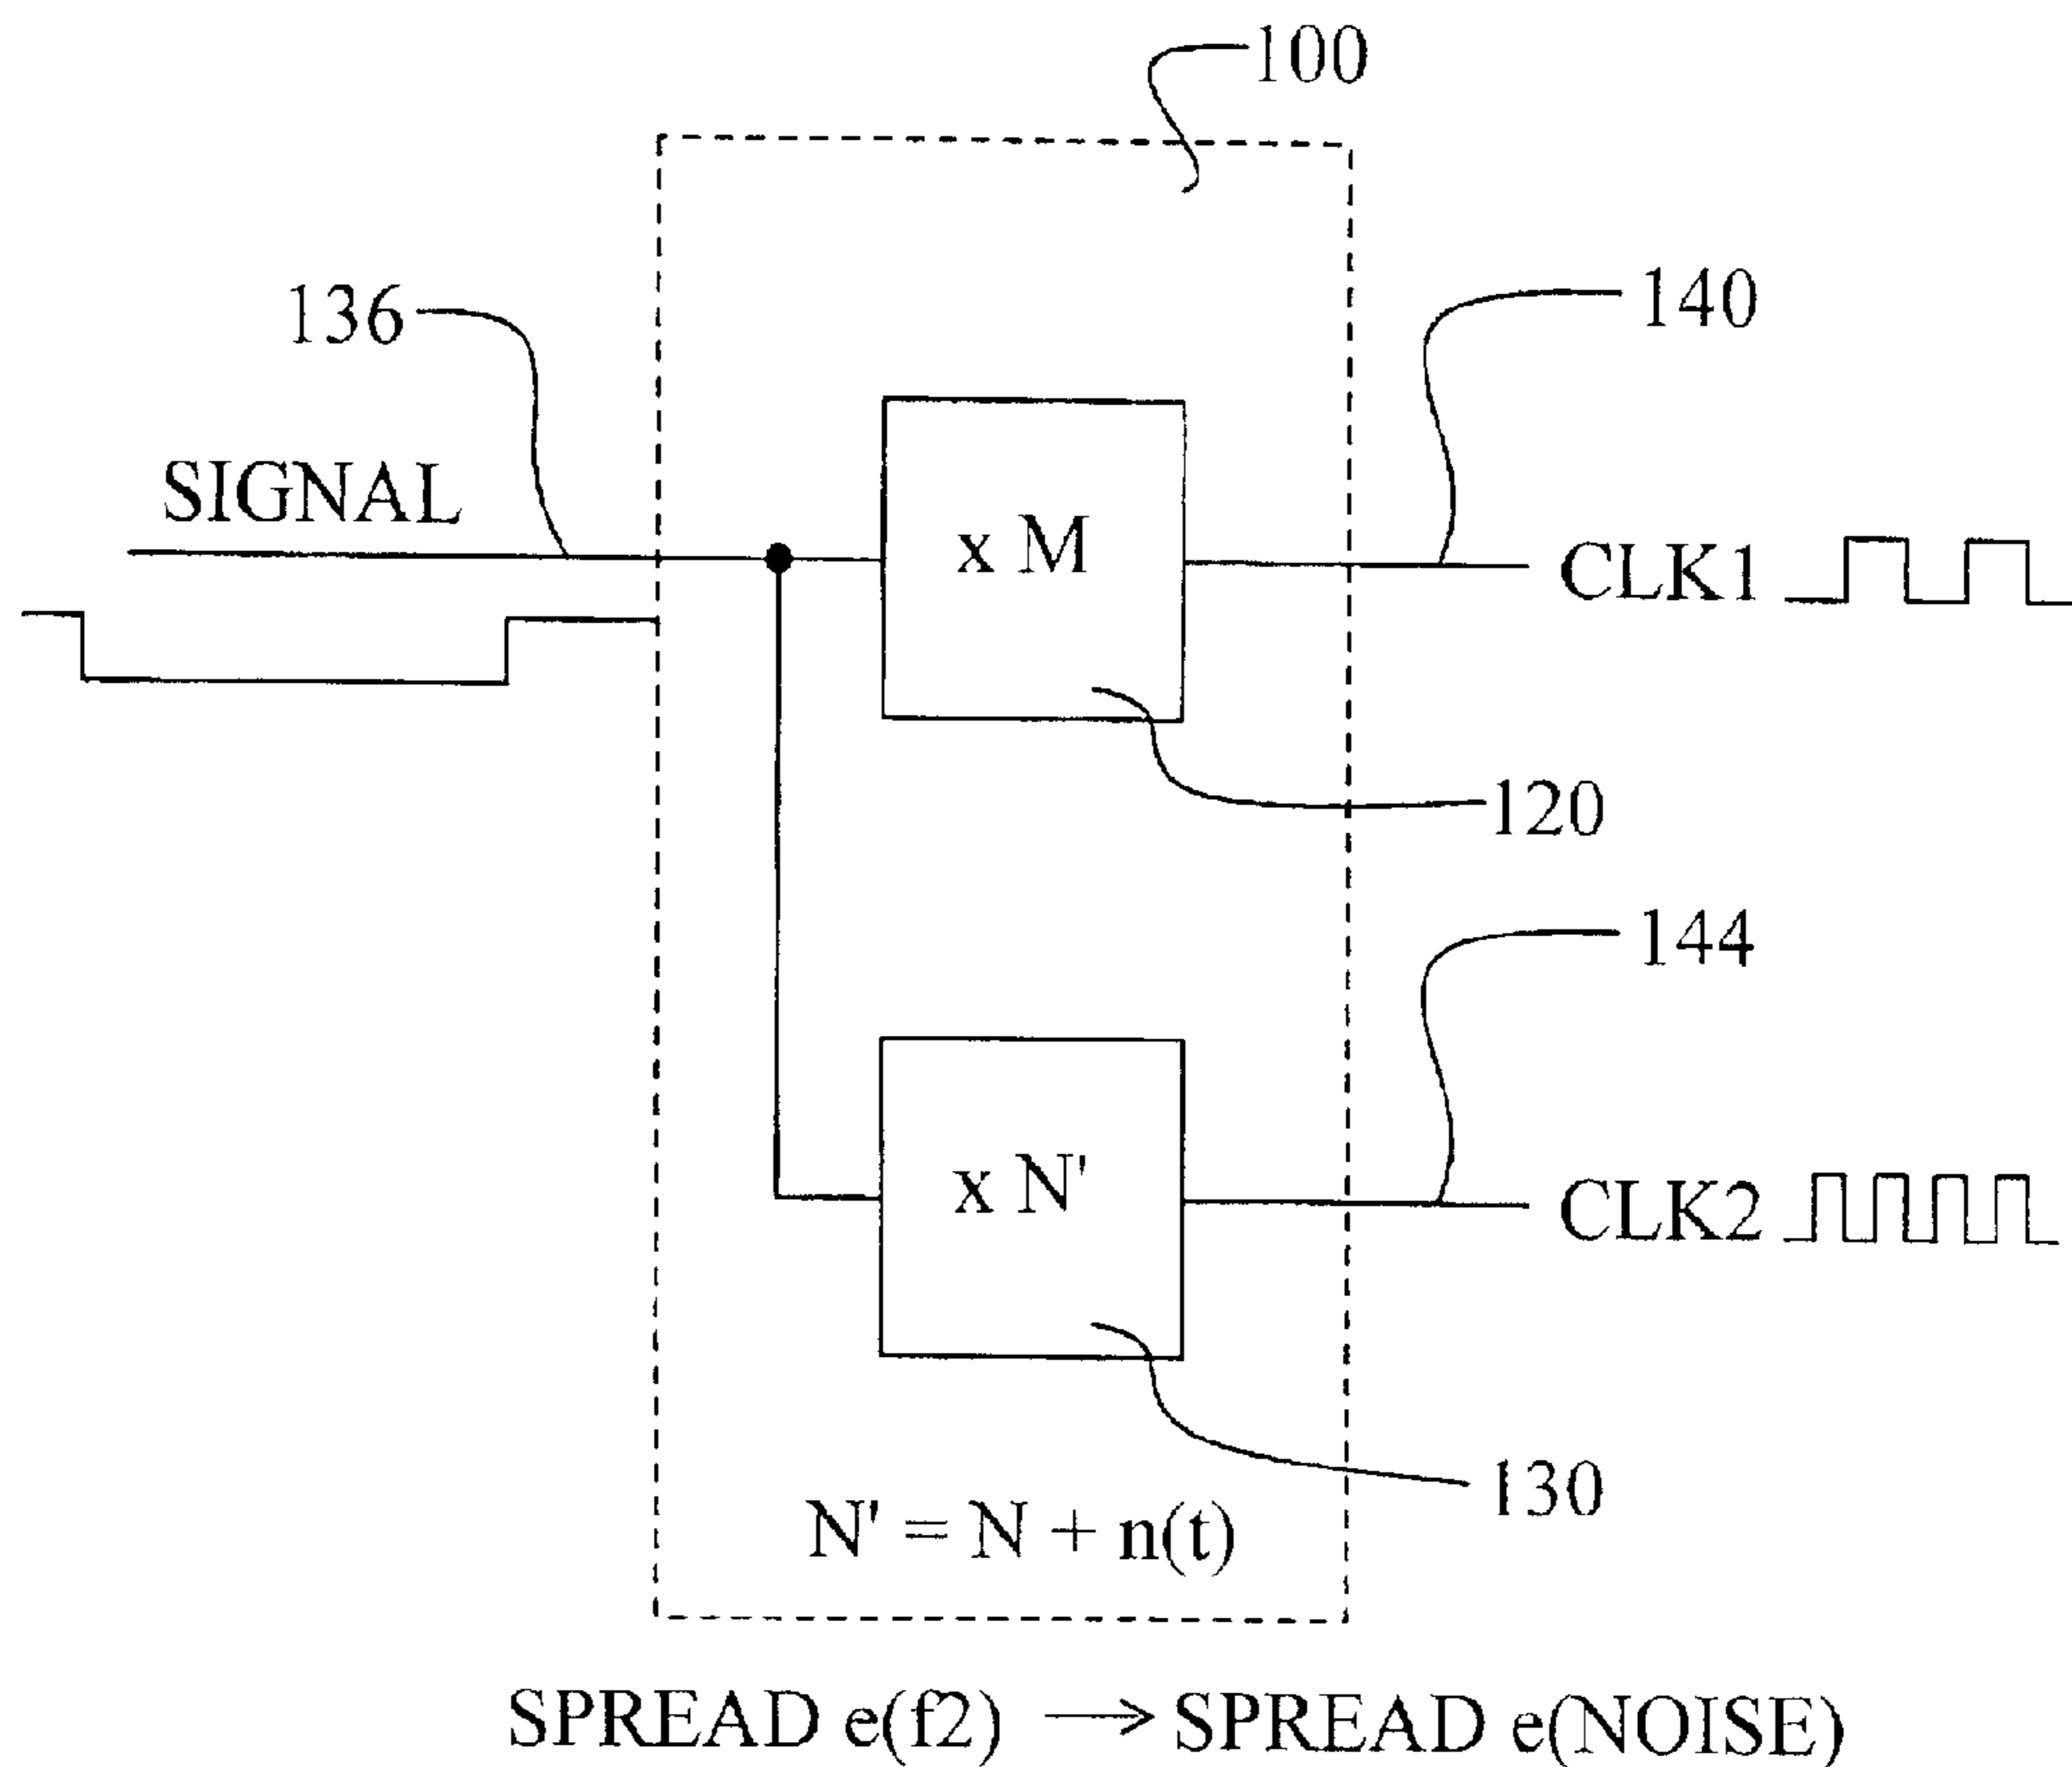 100
136
140
SIGNAL
x M
CLK1
120
144
x N'
CLK2
130
N' = N + n(t)
SPREAD e(f2) → SPREAD e(NOISE)